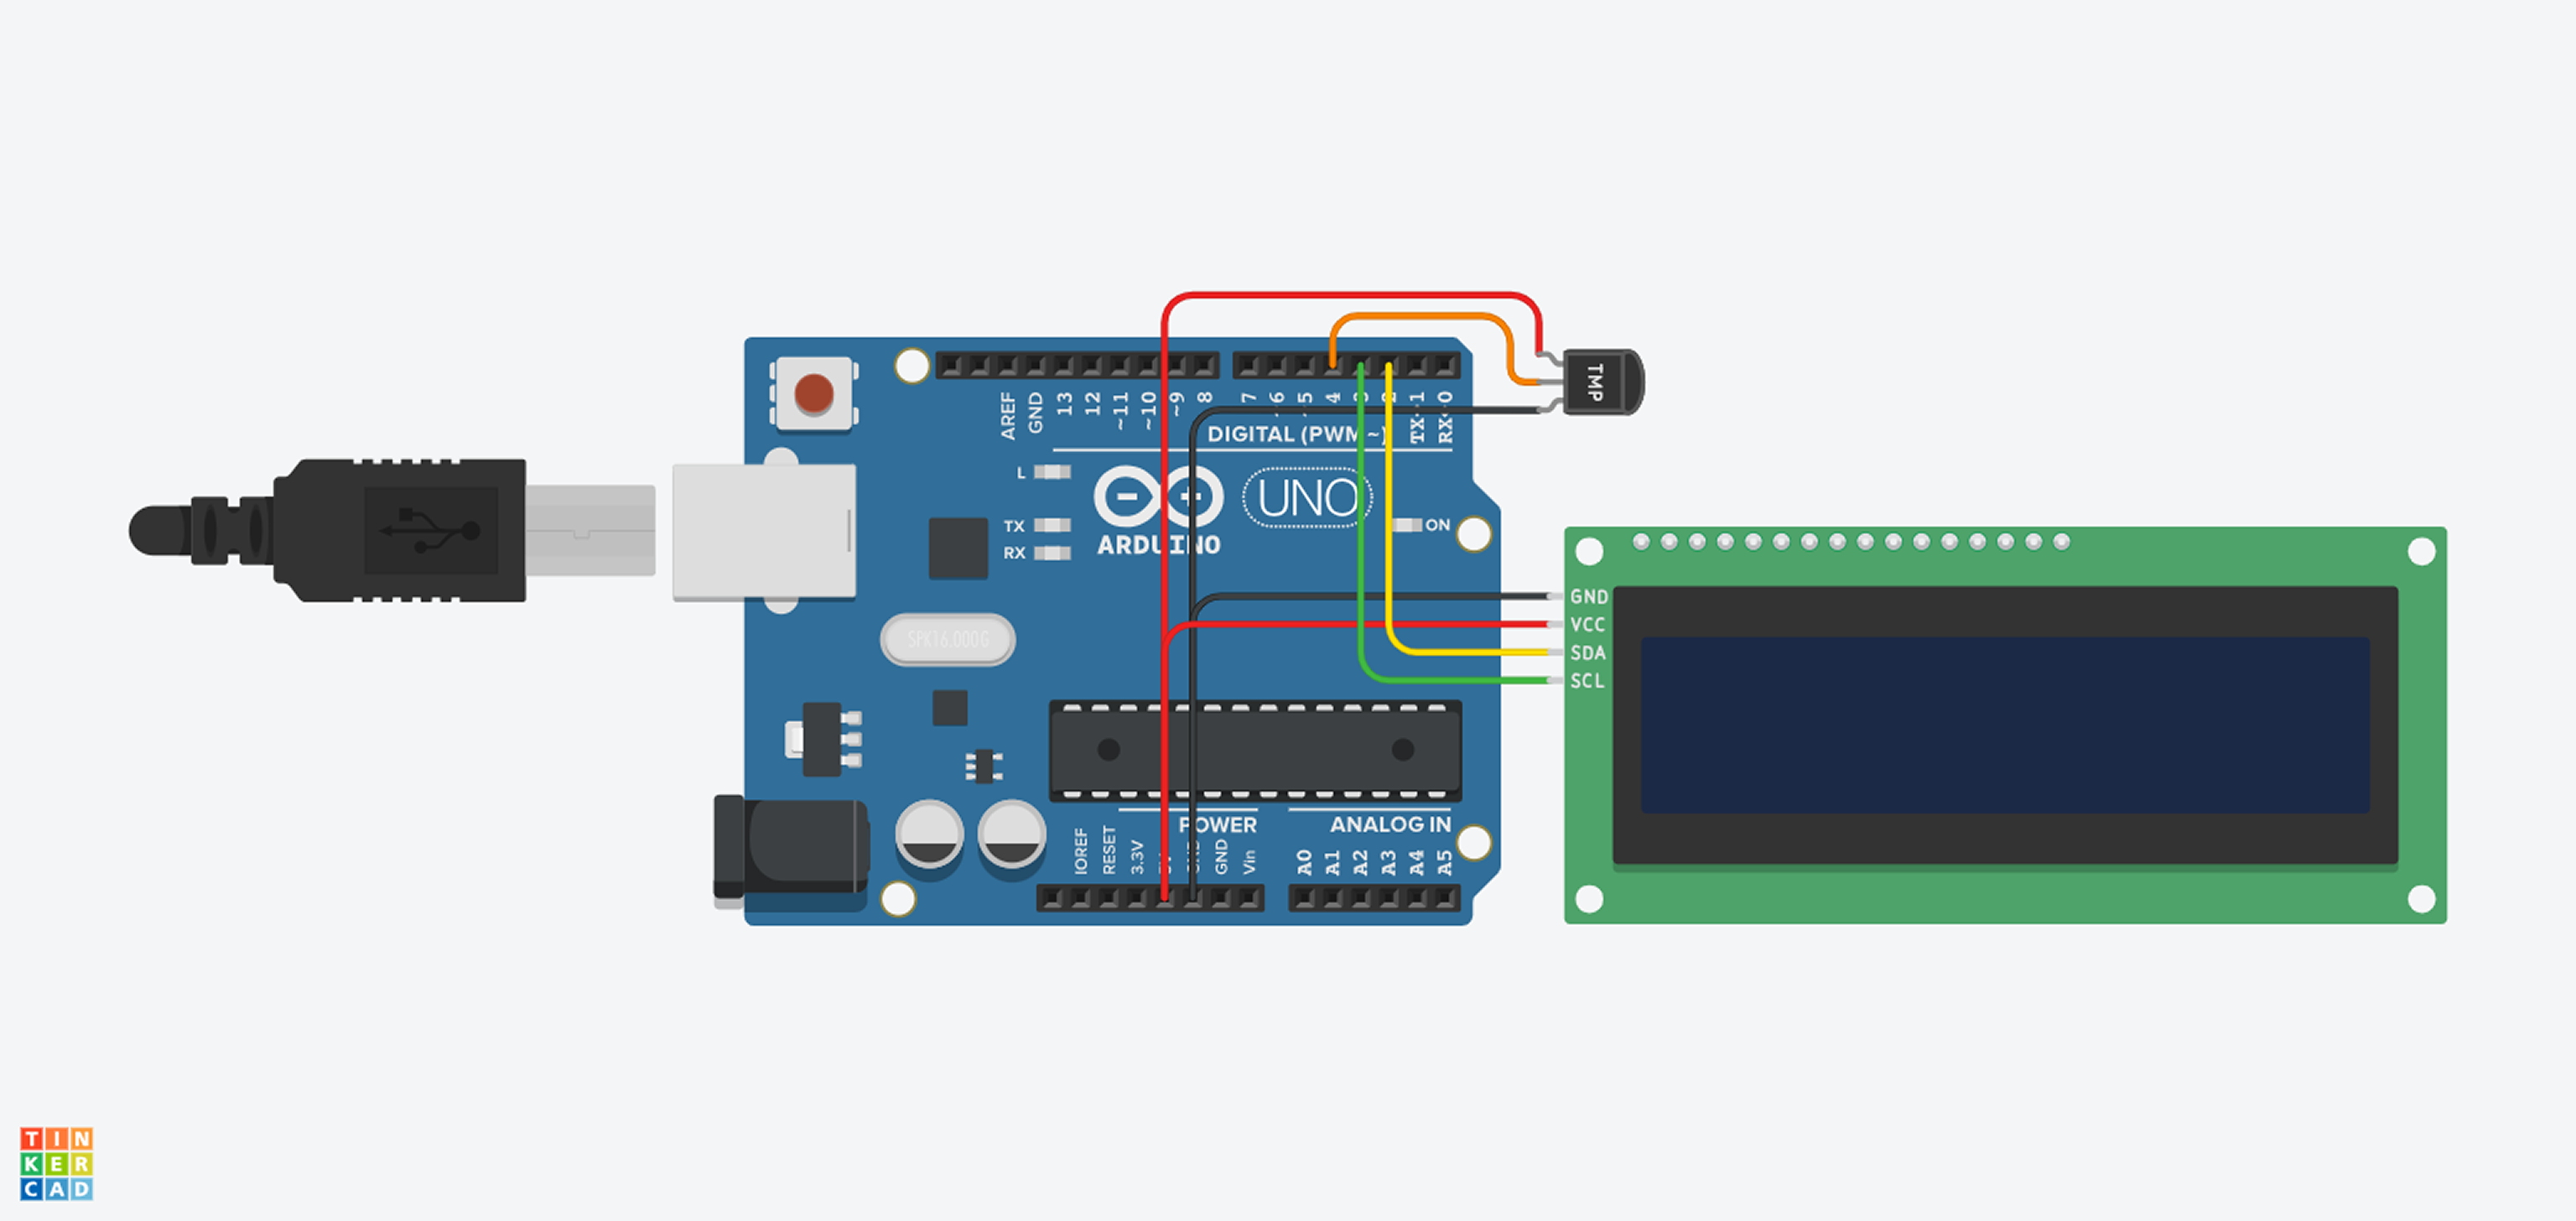 TMP
AREF
GND
13
12
~11
~10
~9
8
7
~6
~5
4
2
TX→1
RX←0
DIGITAL (PWM ~)
L
TX
RX
ARDUINO
UNO
ON
SPK16.000G
GND
VCC
SDA
SCL
POWER
ANALOG IN
IOREF
RESET
3.3V
GND
GND
Vin
A0
A1
A2
A3
A4
A5
TIN
KER
CAD